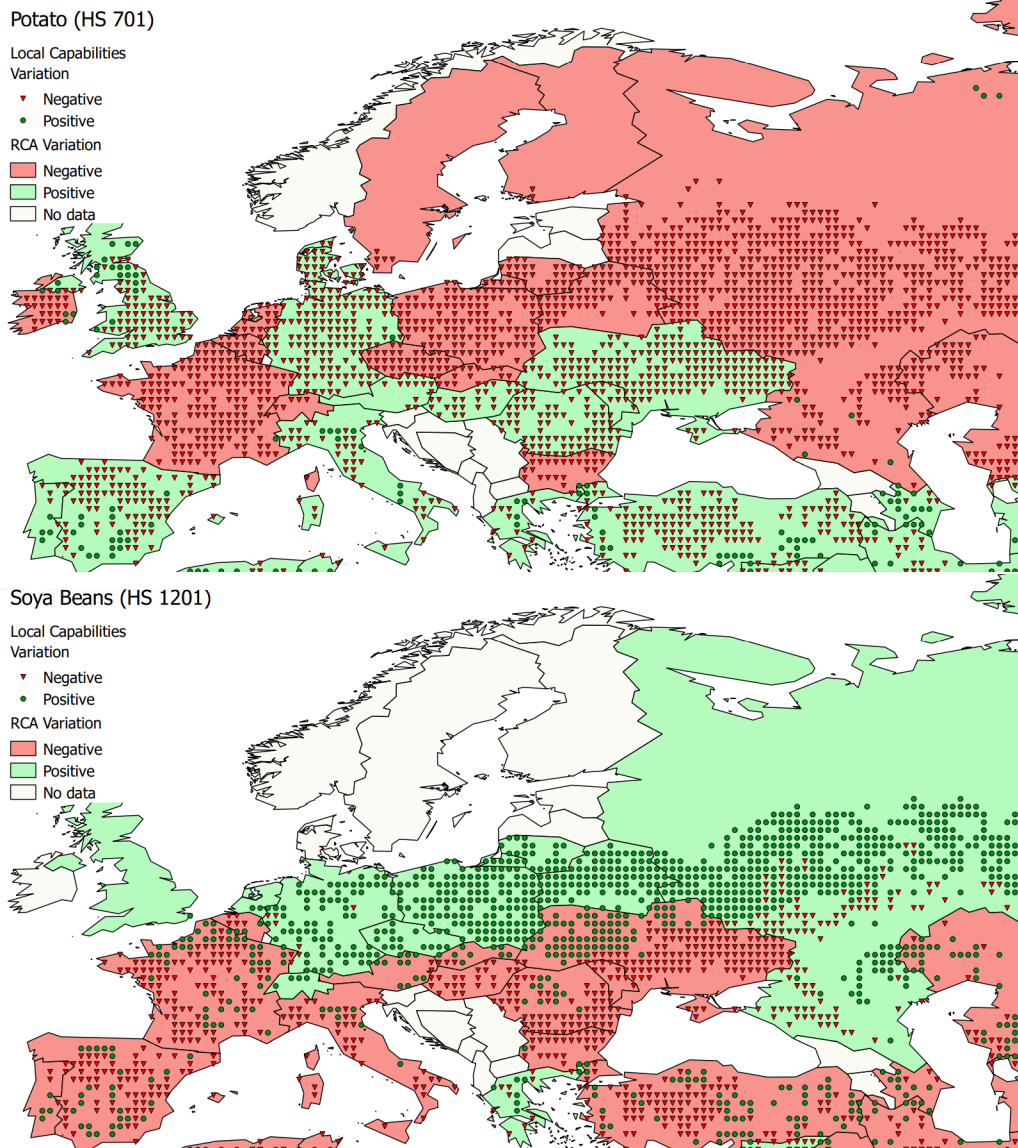 Potato (HS 701)
Local Capabilities
Variation
Negative
Positive
RCA Variation
Negative
Positive
No data
Soya Beans (HS 1201)
Local Capabilities
Variation
Negative
Positive
RCA Variation
Negative
Positive
No data